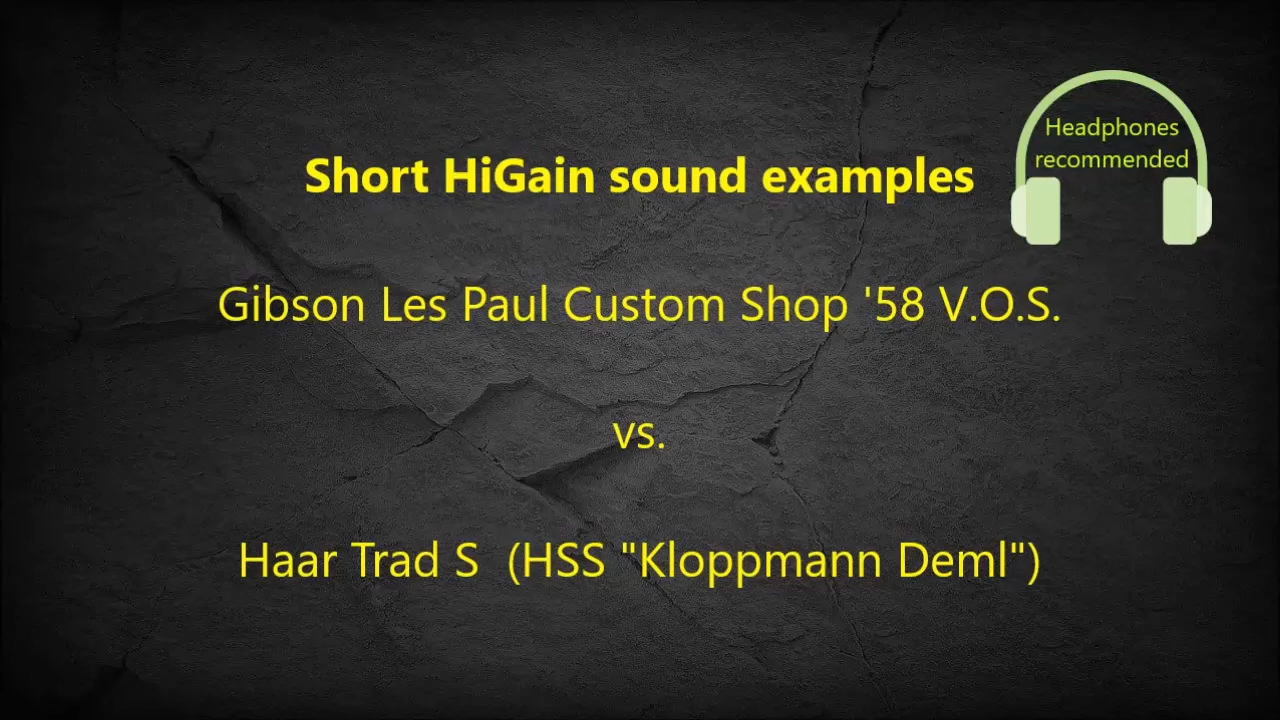 Headphones
recommended
Short HiGain sound examples
Gibson Les Paul Custom Shop '58 V.O.S.
vs.
Haar Trad S  (HSS "Kloppmann Deml")